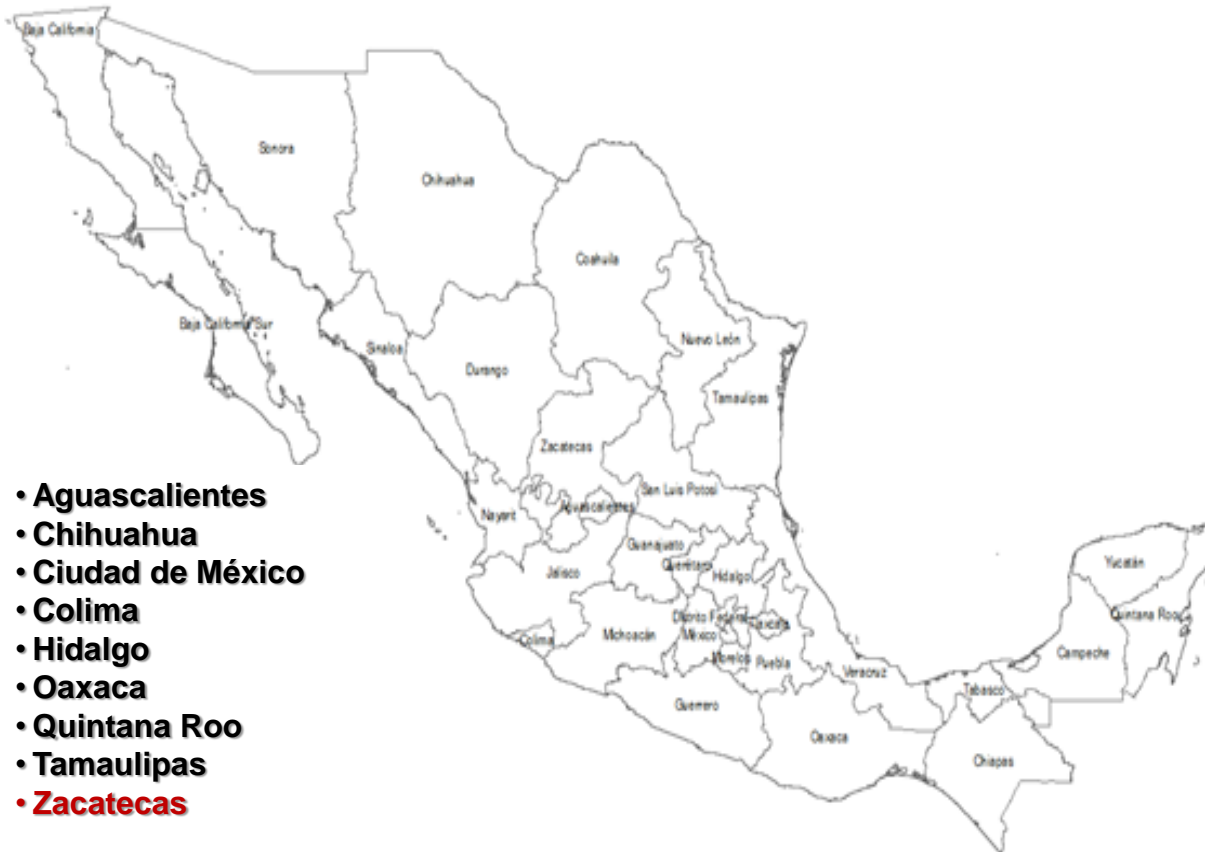 Baja California
Sonora
Chihuahua
Coahuila
Baja California Sur
Sinaloa
Durango
Nuevo León
Tamaulipas
Zacatecas
San Luis Potosí
Nayarit
Aguascalientes
Guanajuato
Querétaro
Hidalgo
Jalisco
Yucatán
Quintana Roo
Campeche
Colima
Michoacán
Distrito Federal
México
Tlaxcala
Morelos
Puebla
Veracruz
Tabasco
Guerrero
Oaxaca
Chiapas
• Aguascalientes
• Chihuahua
• Ciudad de México
• Colima
• Hidalgo
• Oaxaca
• Quintana Roo
• Tamaulipas
• Zacatecas